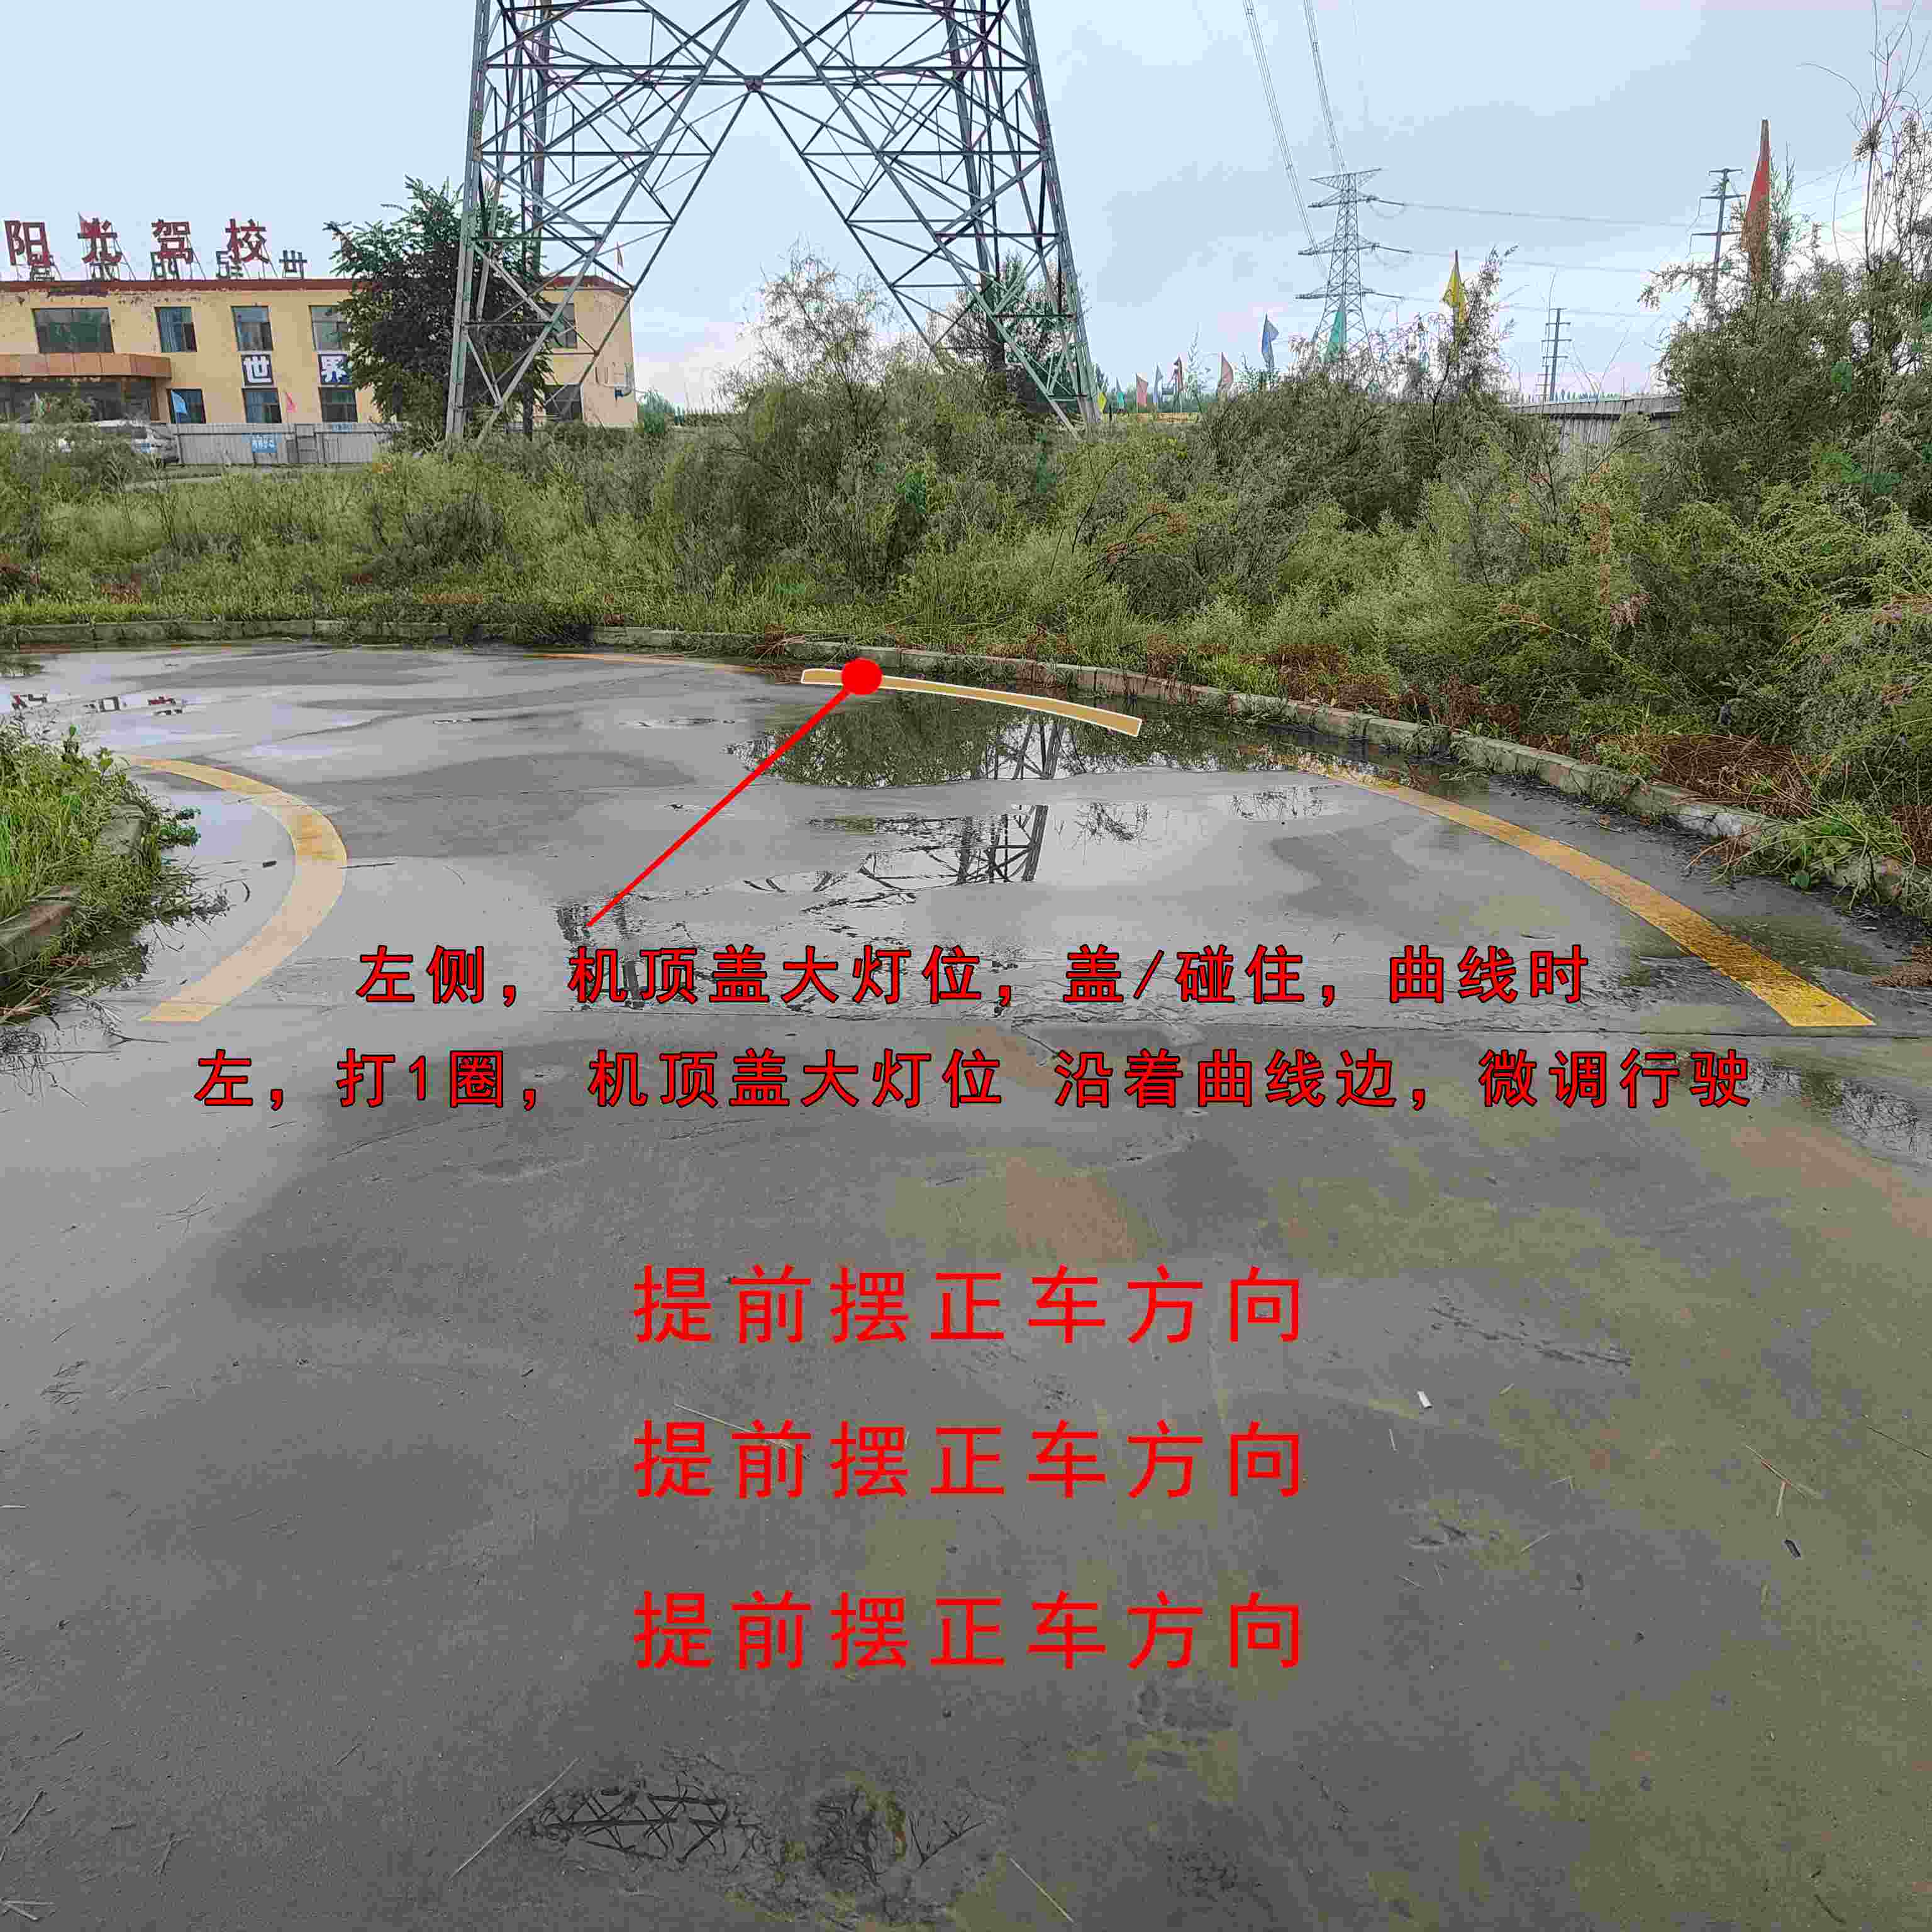 阳光驾校
世界
左侧，机顶盖大灯位，盖/碰住，曲线时
左，打1圈，机顶盖大灯位 沿着曲线边，微调行驶
提前摆正车方向
提前摆正车方向
提前摆正车方向